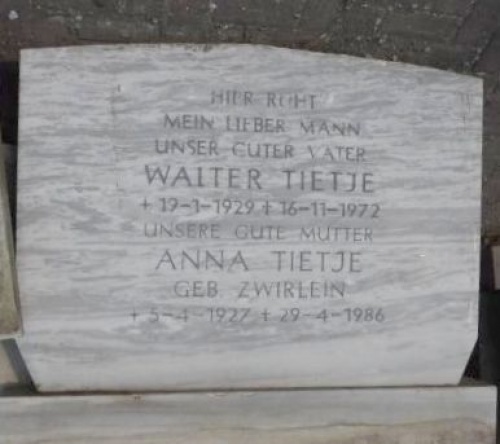 HIER RUHT
MEIN LIEBER MANN
UNSER GUTER VATER
WALTER TIETJE
+ 19-1-1929 + 16-11-1972
UNSERE GUTE MUTTER
ANNA TIETJE
GEB ZWIRLEIN
+ 5-4-1927 + 29-4-1986